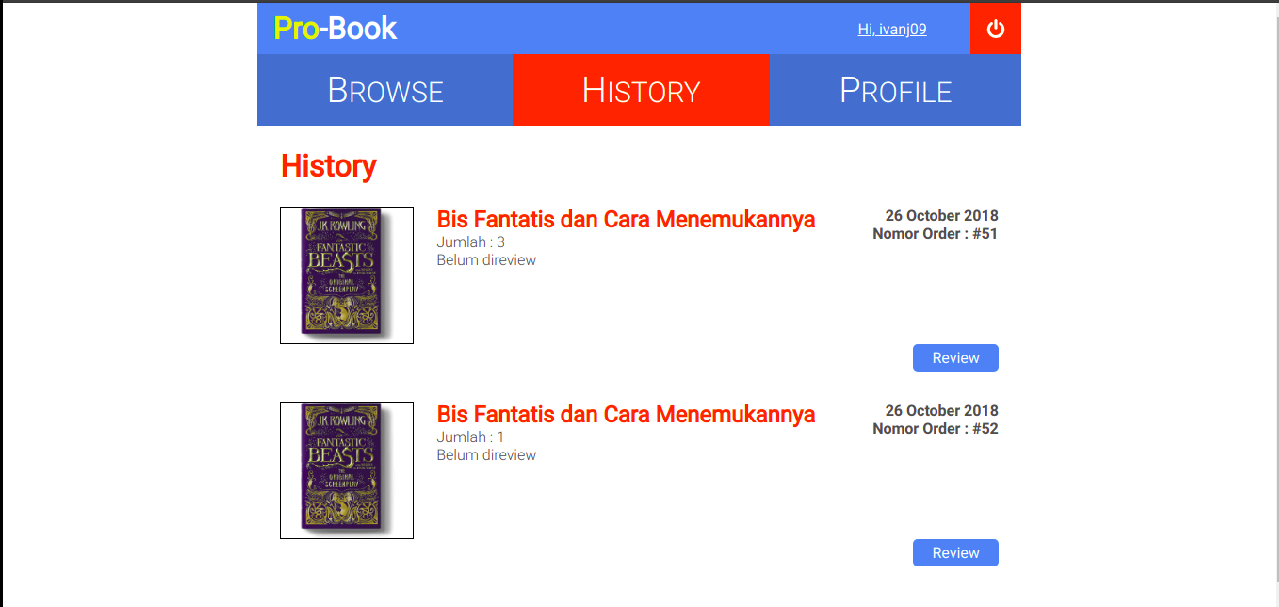 Pro-Book
Hi, ivanj09
BROWSE
HISTORY
PROFILE
History
J.K. ROWLING
FANTASTIC
BEASTS
THE
ORIGINAL
SCREENPLAY
Bis Fantatis dan Cara Menemukannya
Jumlah : 3
Belum direview
26 October 2018
Nomor Order : #51
Review
J.K. ROWLING
FANTASTIC
BEASTS
THE
ORIGINAL
SCREENPLAY
Bis Fantatis dan Cara Menemukannya
Jumlah : 1
Belum direview
26 October 2018
Nomor Order : #52
Review